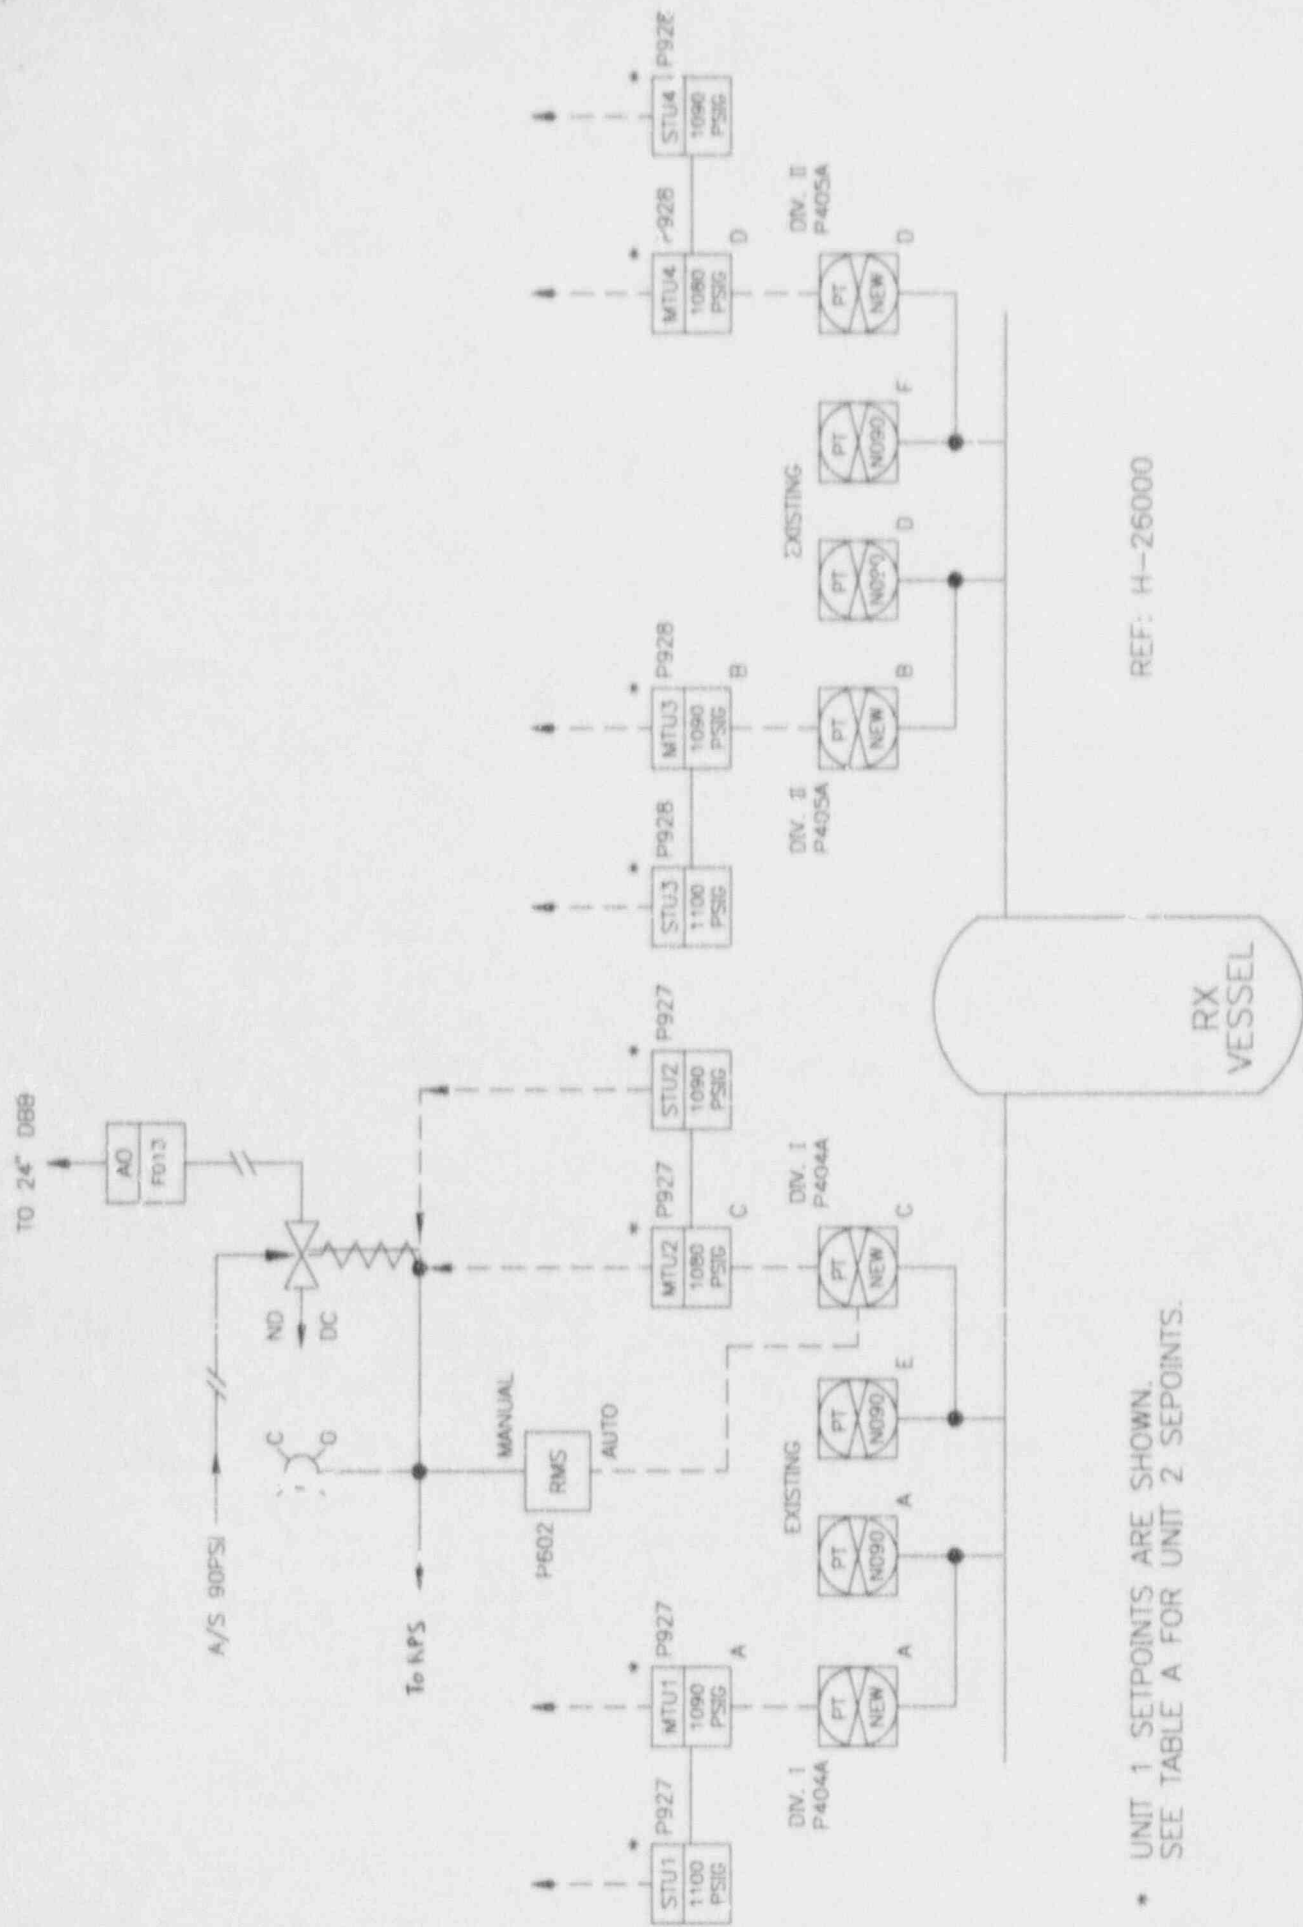 TO 24" DBB
AO
F013
A/S 90PSI
NO
DC
C
O
To RPS
MANUAL
P602
RMS
AUTO
* P927
STU1
1100
PSIG
* P927
MTU1
1090
PSIG
A
* P927
MTU2
1080
PSIG
C
* P927
STU2
1090
PSIG
* P928
STU3
1100
PSIG
* P928
MTU3
1090
PSIG
B
* P928
MTU4
1080
PSIG
D
* P928
STU4
1090
PSIG
DIV. I
P404A
PT
NEW
A
EXISTING
PT
N090
A
PT
N090
E
DIV. I
P404A
PT
NEW
C
DIV. II
P405A
PT
NEW
B
EXISTING
PT
N090
D
PT
N090
F
DIV. II
P405A
PT
NEW
D
RX
VESSEL
REF: H-26000
* UNIT 1 SETPOINTS ARE SHOWN.
SEE TABLE A FOR UNIT 2 SEPOINTS.